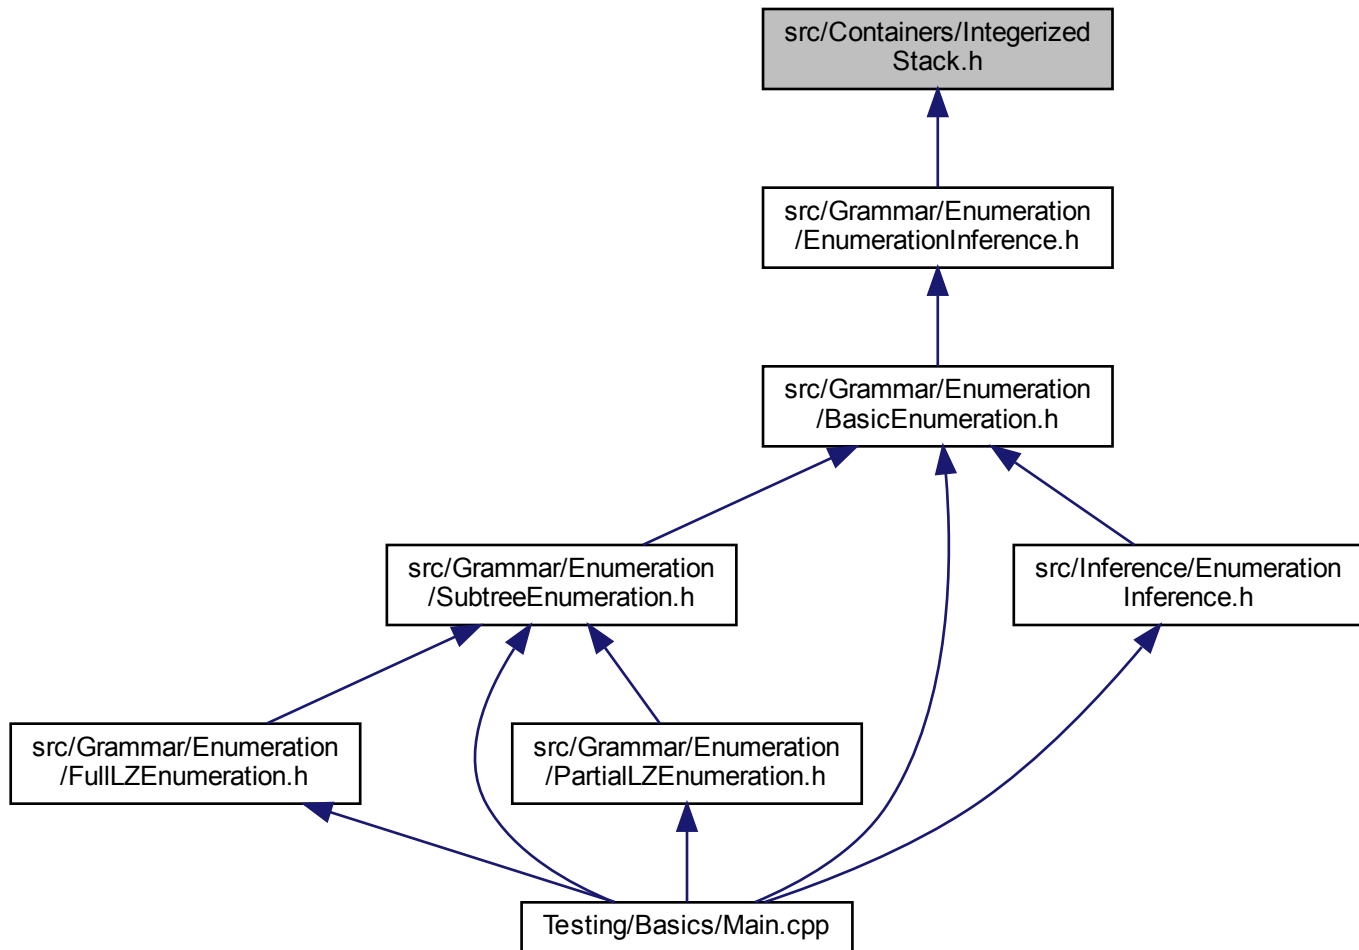 src/Containers/Integerized
Stack.h
src/Grammar/Enumeration
/EnumerationInference.h
src/Grammar/Enumeration
/BasicEnumeration.h
src/Grammar/Enumeration
/SubtreeEnumeration.h
src/Inference/Enumeration
Inference.h
src/Grammar/Enumeration
/FullLZEnumeration.h
src/Grammar/Enumeration
/PartialLZEnumeration.h
Testing/Basics/Main.cpp